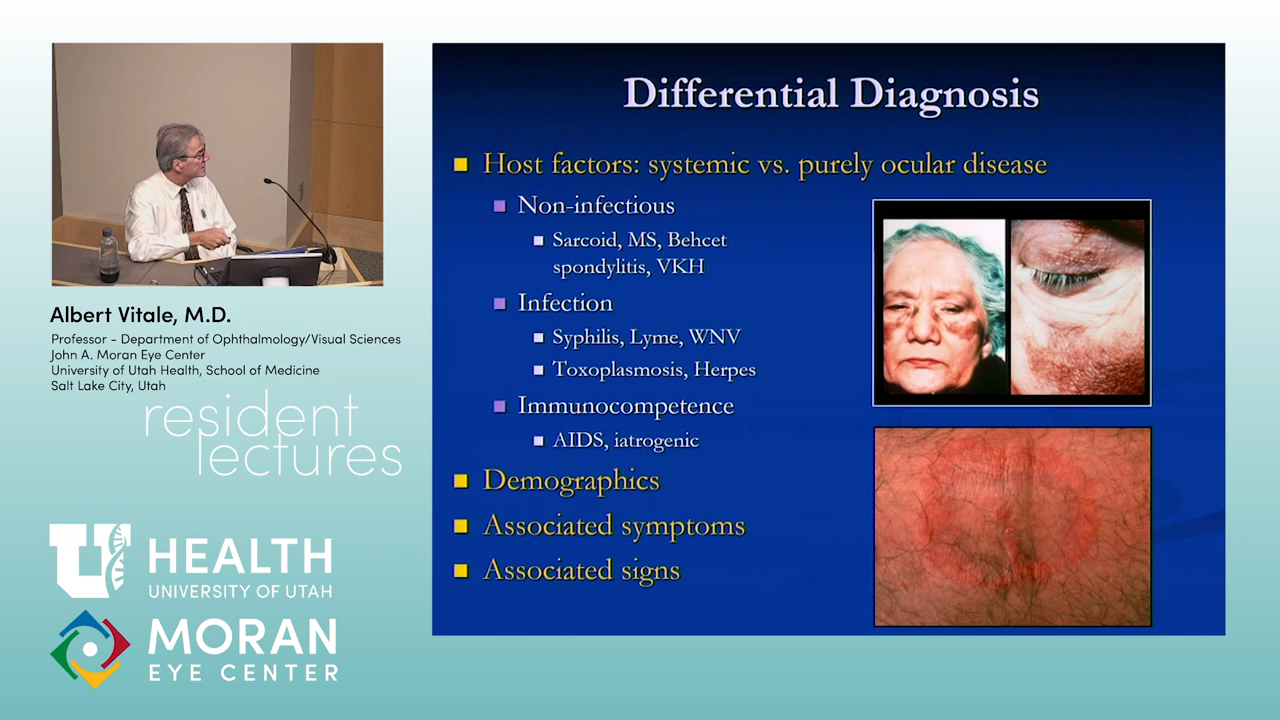 Differential Diagnosis
Host factors: systemic vs. purely ocular disease
Non-infectious
Sarcoid, MS, Behcet
spondylitis, VKH
Infection
Syphilis, Lyme, WNV
Toxoplasmosis, Herpes
Immunocompetence
AIDS, iatrogenic
Demographics
Associated symptoms
Associated signs
Albert Vitale, M.D.
Professor - Department of Ophthalmology/Visual Sciences
John A. Moran Eye Center
University of Utah Health, School of Medicine
Salt Lake City, Utah
resident
lectures
U HEALTH
UNIVERSITY OF UTAH
MORAN
EYE CENTER